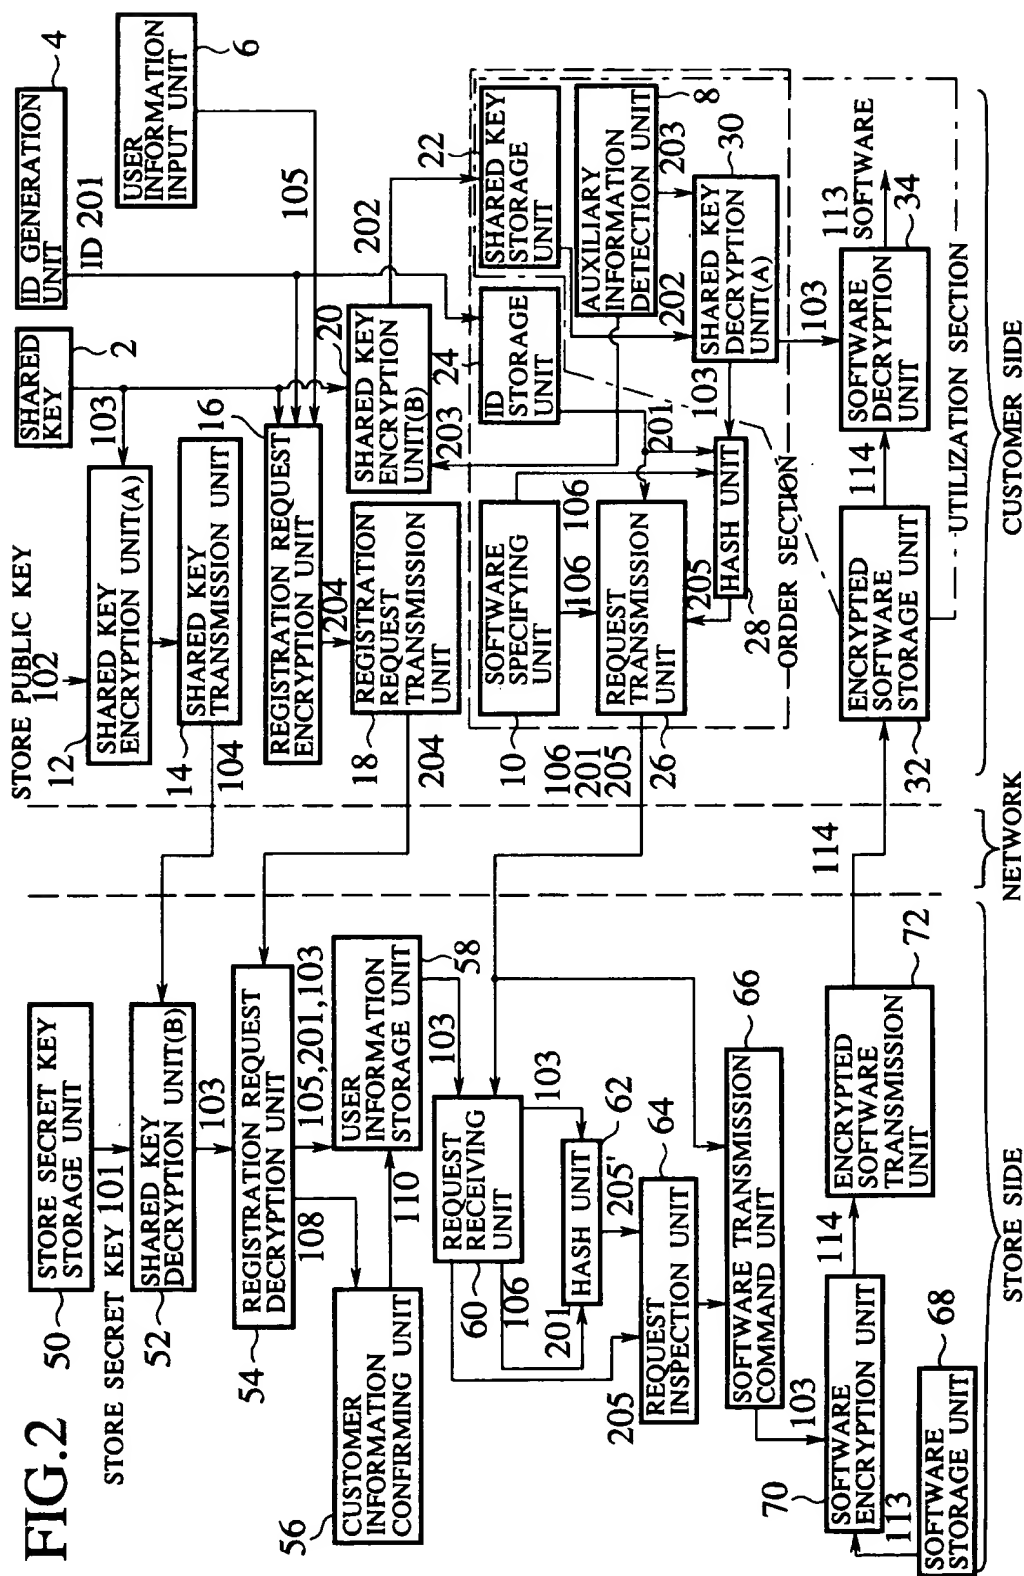 FIG.2
STORE SECRET KEY
STORAGE UNIT
50
STORE SECRET KEY 101
SHARED KEY
DECRYPTION UNIT(B)
52
103
REGISTRATION REQUEST
DECRYPTION UNIT
54
108
105,201,103
CUSTOMER
INFORMATION
CONFIRMING UNIT
56
110
USER
INFORMATION
STORAGE UNIT
58
103
REQUEST
RECEIVING
UNIT
60
106
201
103
HASH UNIT
62
205'
205
REQUEST
INSPECTION UNIT
64
SOFTWARE TRANSMISSION
COMMAND UNIT
66
103
SOFTWARE
ENCRYPTION UNIT
70
113
SOFTWARE
STORAGE UNIT
68
114
ENCRYPTED
SOFTWARE
TRANSMISSION
UNIT
72
114
STORE SIDE
NETWORK
STORE PUBLIC KEY
102
SHARED KEY
ENCRYPTION UNIT(A)
12
103
SHARED
KEY
2
ID GENERATION
UNIT
4
ID 201
USER
INFORMATION
INPUT UNIT
6
105
SHARED KEY
TRANSMISSION UNIT
14
104
REGISTRATION REQUEST
ENCRYPTION UNIT
16
204
REGISTRATION
REQUEST
TRANSMISSION
UNIT
18
204
SHARED KEY
ENCRYPTION
UNIT(B)
20
202
203
SHARED KEY
STORAGE
UNIT
22
ID STORAGE
UNIT
24
AUXILIARY
INFORMATION
DETECTION UNIT
8
203
202
SHARED KEY
DECRYPTION
UNIT(A)
30
103
103
SOFTWARE
SPECIFYING
UNIT
10
106
106
201
REQUEST
TRANSMISSION
UNIT
26
106
201
205
205
HASH UNIT
28
ORDER SECTION
ENCRYPTED
SOFTWARE
STORAGE UNIT
32
114
SOFTWARE
DECRYPTION
UNIT
34
113
SOFTWARE
UTILIZATION SECTION
CUSTOMER SIDE